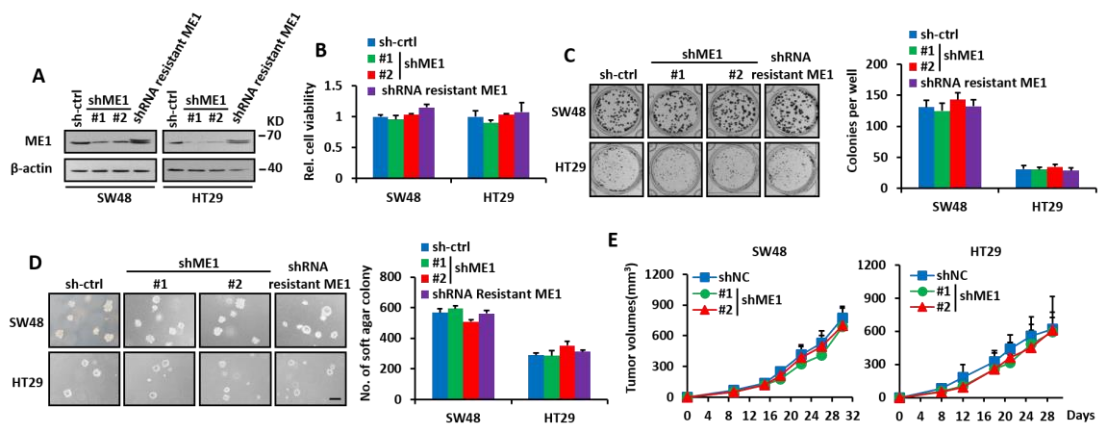 A
sh-ctrl
shME1
#1 #2
shRNA resistant ME1
sh-ctrl
shME1
#1 #2
shRNA resistant ME1
KD
ME1
−70
β-actin
−40
SW48
HT29
B
sh-crtl
#1
#2
shME1
shRNA resistant ME1
Rel. cell viability
1.5
1
0.5
0
SW48
HT29
C
sh-ctrl
shME1
#1
#2
shRNA
resistant ME1
SW48
HT29
sh-ctrl
#1
#2
shME1
shRNA resistant ME1
Colonies per well
200
150
100
50
0
SW48
HT29
D
sh-ctrl
shME1
#1
#2
shRNA
resistant ME1
SW48
HT29
sh-ctrl
#1
#2
shME1
shRNA Resistant ME1
No. of soft agar colony
800
600
400
200
0
SW48
HT29
E
SW48
shNC
#1
#2
shME1
Tumor volumes(mm³)
1200
900
600
300
0
0 4 8 12 16 20 24 28 32
HT29
shNC
#1
#2
shME1
1200
900
600
300
0
0 4 8 12 16 20 24 28 Days